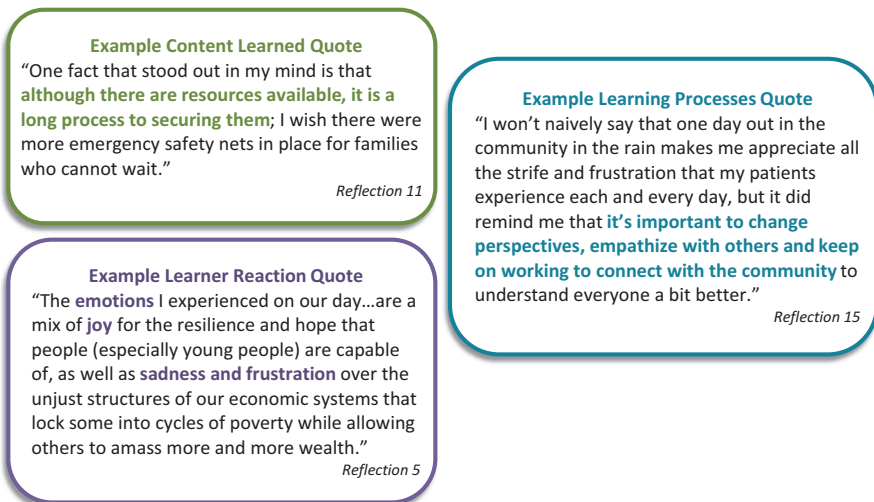 Example Content Learned Quote
“One fact that stood out in my mind is that
although there are resources available, it is a
long process to securing them; I wish there were
more emergency safety nets in place for families
who cannot wait.”
Reflection 11
Example Learner Reaction Quote
“The emotions I experienced on our day…are a
mix of joy for the resilience and hope that
people (especially young people) are capable
of, as well as sadness and frustration over the
unjust structures of our economic systems that
lock some into cycles of poverty while allowing
others to amass more and more wealth.”
Reflection 5
Example Learning Processes Quote
“I won’t naively say that one day out in the
community in the rain makes me appreciate all
the strife and frustration that my patients
experience each and every day, but it did
remind me that it’s important to change
perspectives, empathize with others and keep
on working to connect with the community to
understand everyone a bit better.”
Reflection 15